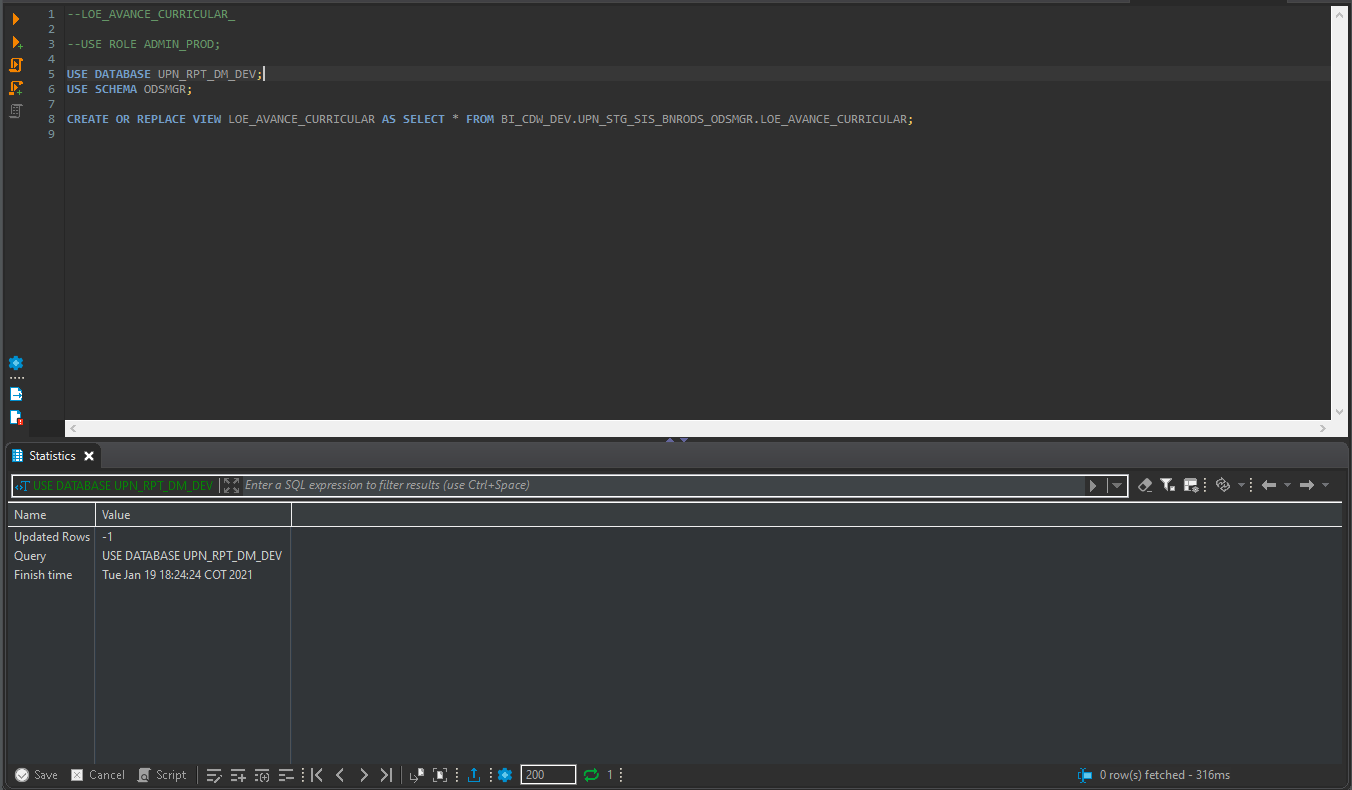 1 --LOE_AVANCE_CURRICULAR_
2
3 --USE ROLE ADMIN_PROD;
4
5 USE DATABASE UPN_RPT_DM_DEV;
6 USE SCHEMA ODSMGR;
7
8 CREATE OR REPLACE VIEW LOE_AVANCE_CURRICULAR AS SELECT * FROM BI_CDW_DEV.UPN_STG_SIS_BNRODS_ODSMGR.LOE_AVANCE_CURRICULAR;
9
Statistics
USE DATABASE UPN_RPT_DM_DEV Enter a SQL expression to filter results (use Ctrl+Space)
Name Value
Updated Rows -1
Query USE DATABASE UPN_RPT_DM_DEV
Finish time Tue Jan 19 18:24:24 COT 2021
Save Cancel Script 200 1 0 row(s) fetched - 316ms